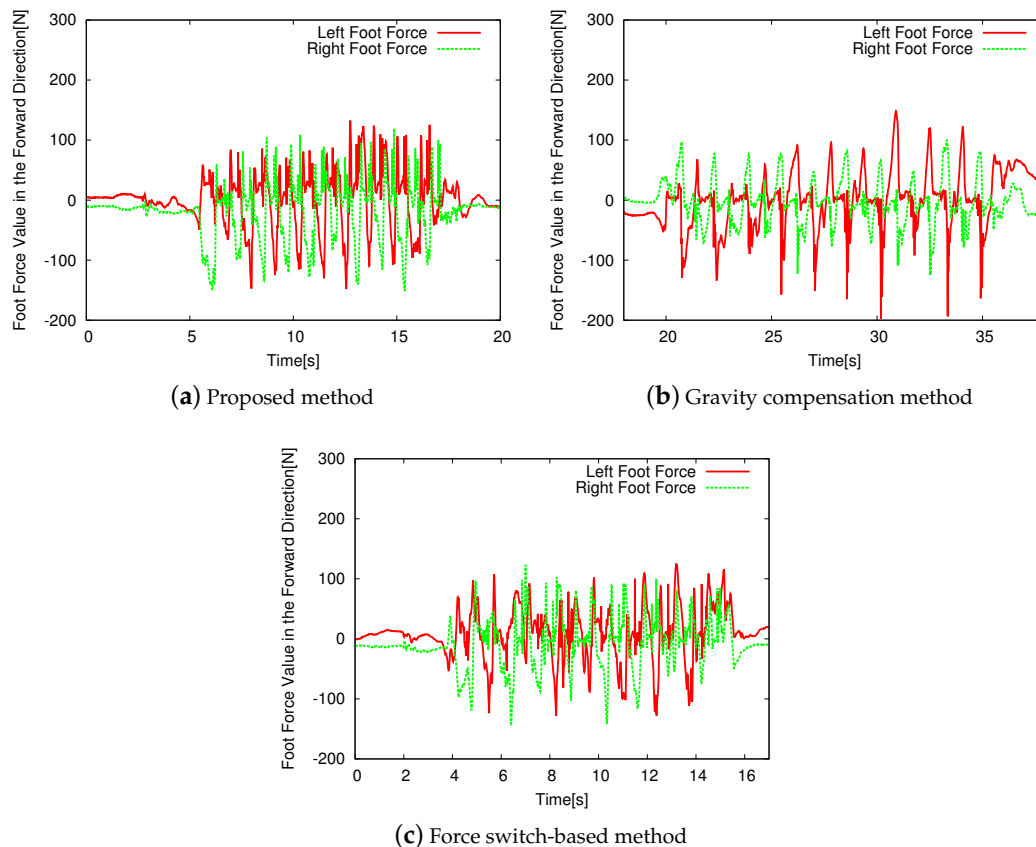 Foot Force Value in the Forward Direction[N]
300
200
100
0
-100
-200
Left Foot Force
Right Foot Force
0 5 10 15 20
Time[s]
(a) Proposed method
Foot Force Value in the Forward Direction[N]
300
200
100
0
-100
-200
Left Foot Force
Right Foot Force
20 25 30 35
Time[s]
(b) Gravity compensation method
Foot Force Value in the Forward Direction[N]
300
200
100
0
-100
-200
Left Foot Force
Right Foot Force
0 2 4 6 8 10 12 14 16
Time[s]
(c) Force switch-based method